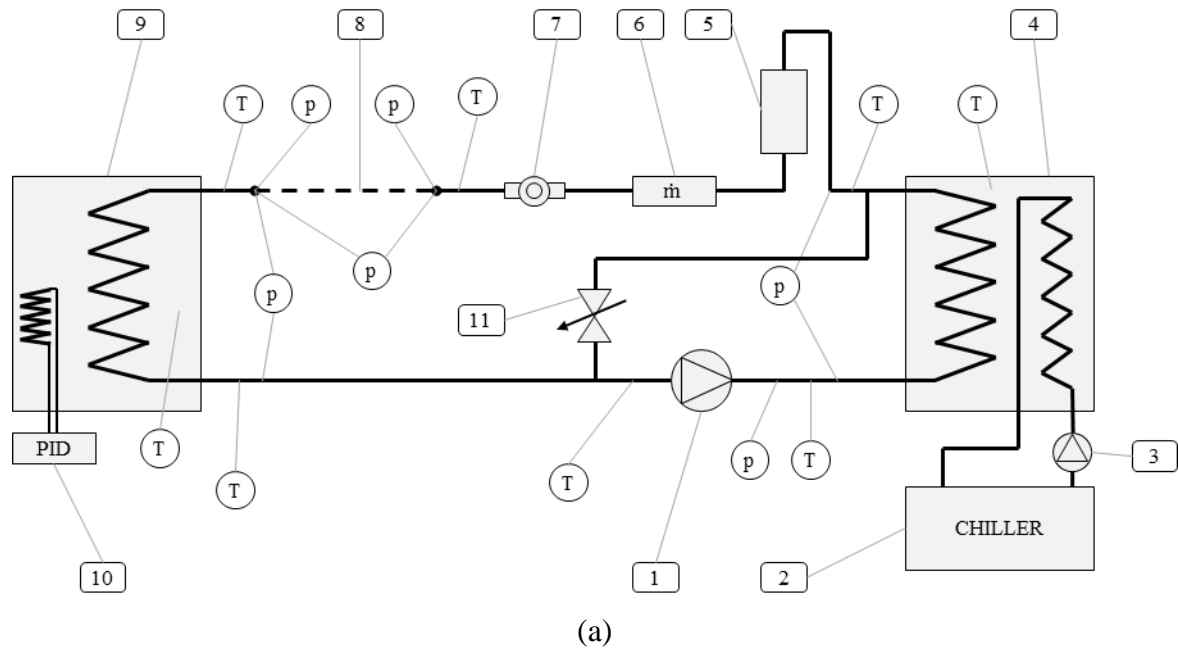 9 8 7 6 5 4
T p p T T T
ṁ
p p p
11
PID T p T
T T 3
CHILLER
10 1 2
(a)